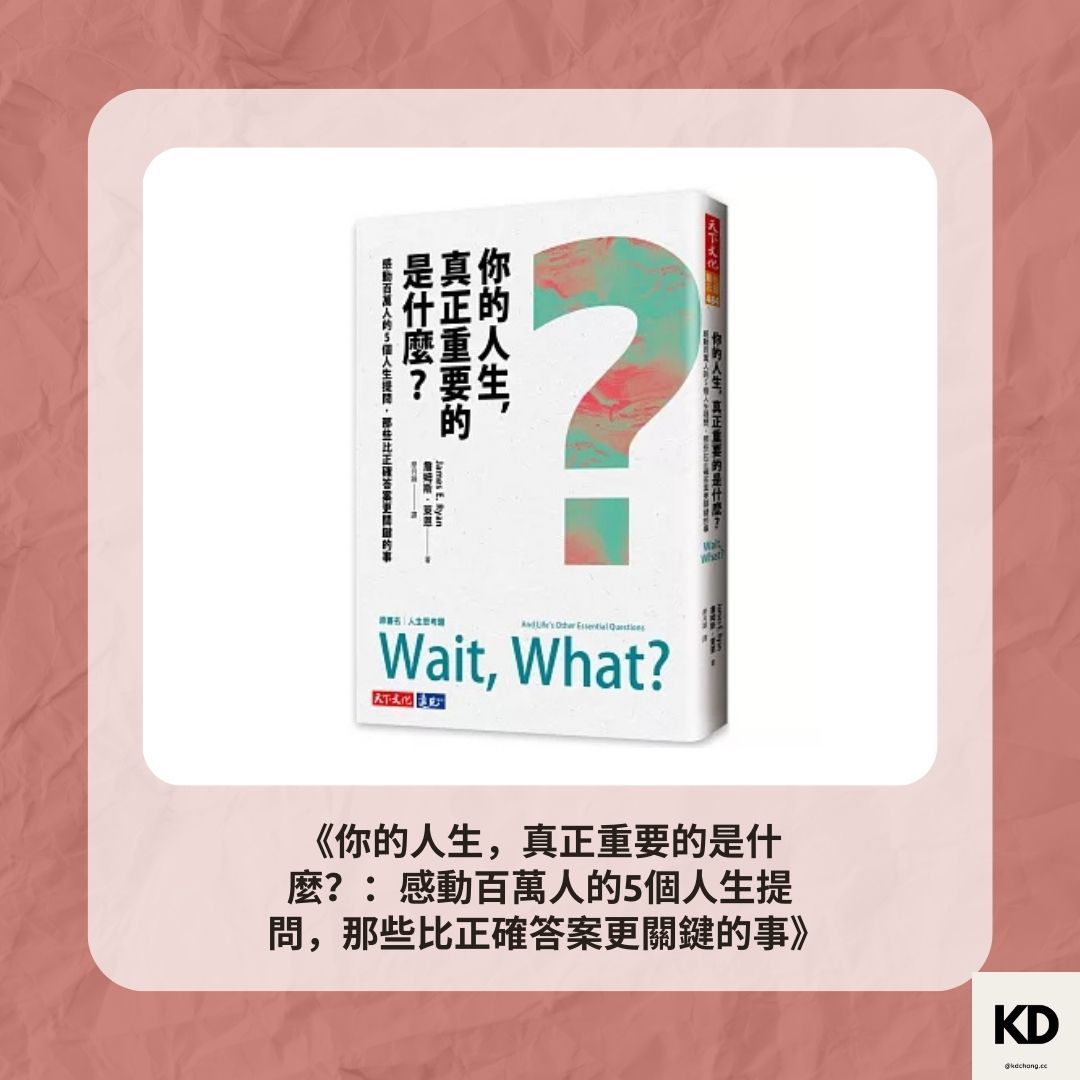 你的人生，
真正重要的
是什麼？
感動百萬人的5個人生提問，那些比正確答案更關鍵的事
James E. Ryan
詹姆斯・萊恩 著
原書名｜人生思考題
And Life's Other Essential Questions
Wait, What?
天下文化 遠見
天下文化
你的人生，真正重要的是什麼？
感動百萬人的5個人生提問，那些比正確答案更關鍵的事
Wait,
What?
James E. Ryan
詹姆斯・萊恩 著
《你的人生，真正重要的是什
麼？：感動百萬人的5個人生提
問，那些比正確答案更關鍵的事》
KD
@kdchang.cc